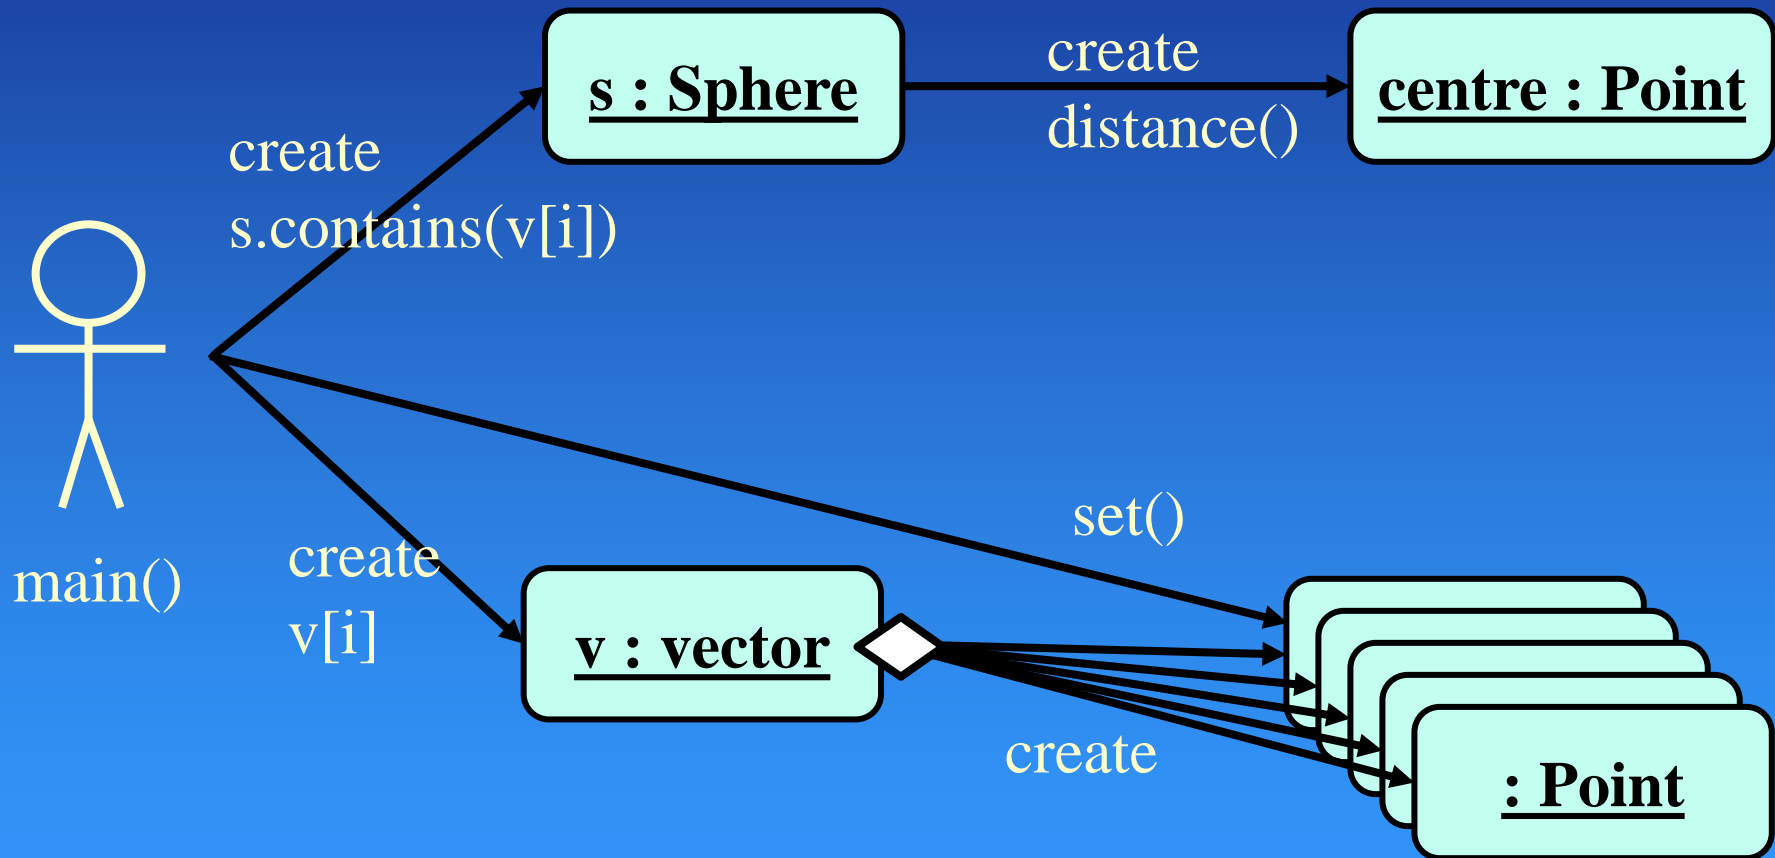 s : Sphere
create
distance()
centre : Point
create
s.contains(v[i])
main()
set()
create
v[i]
v : vector
create
: Point